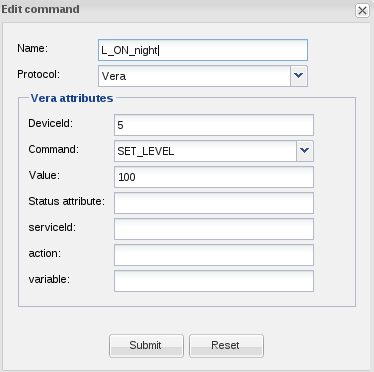 Edit command
Name: L_ON_night
Protocol: Vera
Vera attributes
DeviceId: 5
Command: SET_LEVEL
Value: 100
Status attribute:
serviceId:
action:
variable:
Submit Reset